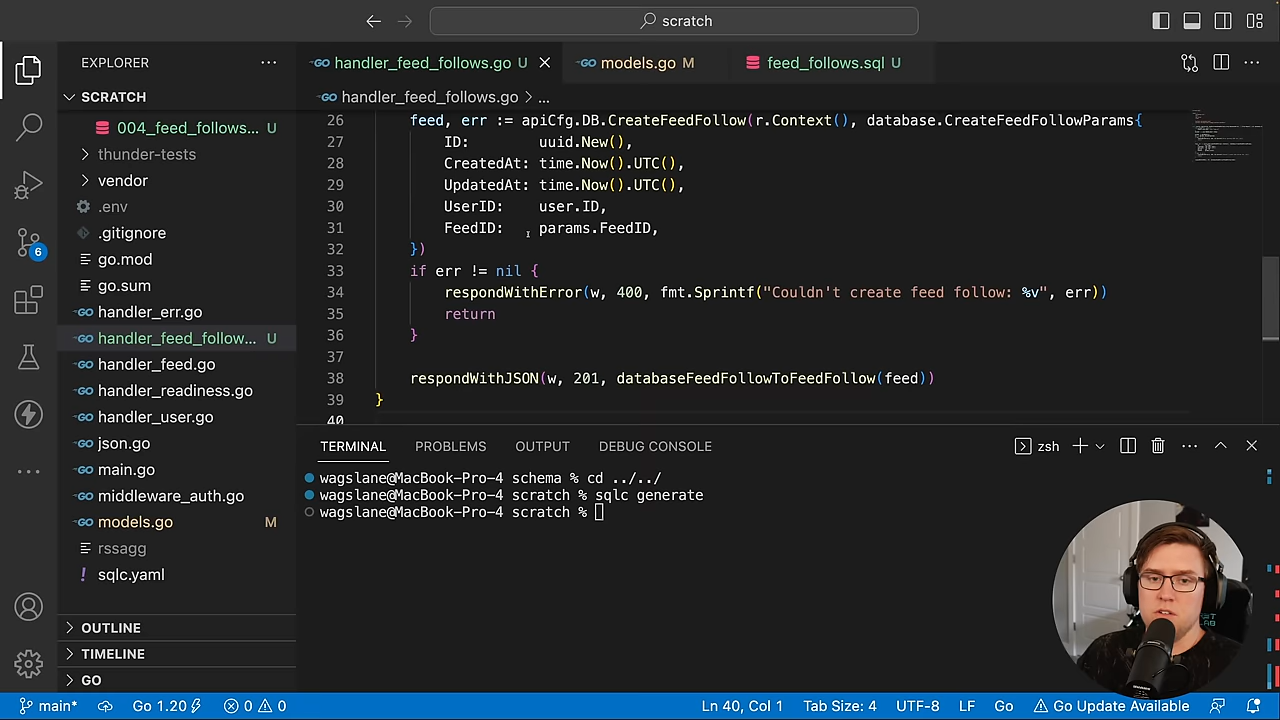 scratch
EXPLORER
SCRATCH
004_feed_follows... U
thunder-tests
vendor
.env
.gitignore
go.mod
go.sum
handler_err.go
handler_feed_follow... U
handler_feed.go
handler_readiness.go
handler_user.go
json.go
main.go
middleware_auth.go
models.go M
rssagg
sqlc.yaml
OUTLINE
TIMELINE
GO
6
handler_feed_follows.go U
models.go M
feed_follows.sql U
handler_feed_follows.go > ...
26 feed, err := apiCfg.DB.CreateFeedFollow(r.Context(), database.CreateFeedFollowParams{
27 ID: uuid.New(),
28 CreatedAt: time.Now().UTC(),
29 UpdatedAt: time.Now().UTC(),
30 UserID: user.ID,
31 FeedID: params.FeedID,
32 })
33 if err != nil {
34 respondWithError(w, 400, fmt.Sprintf("Couldn't create feed follow: %v", err))
35 return
36 }
37
38 respondWithJSON(w, 201, databaseFeedFollowToFeedFollow(feed))
39 }
40
TERMINAL PROBLEMS OUTPUT DEBUG CONSOLE
zsh
wagslane@MacBook-Pro-4 schema % cd ../../
wagslane@MacBook-Pro-4 scratch % sqlc generate
wagslane@MacBook-Pro-4 scratch %
main* Go 1.20 0 0 Ln 40, Col 1 Tab Size: 4 UTF-8 LF Go Go Update Available